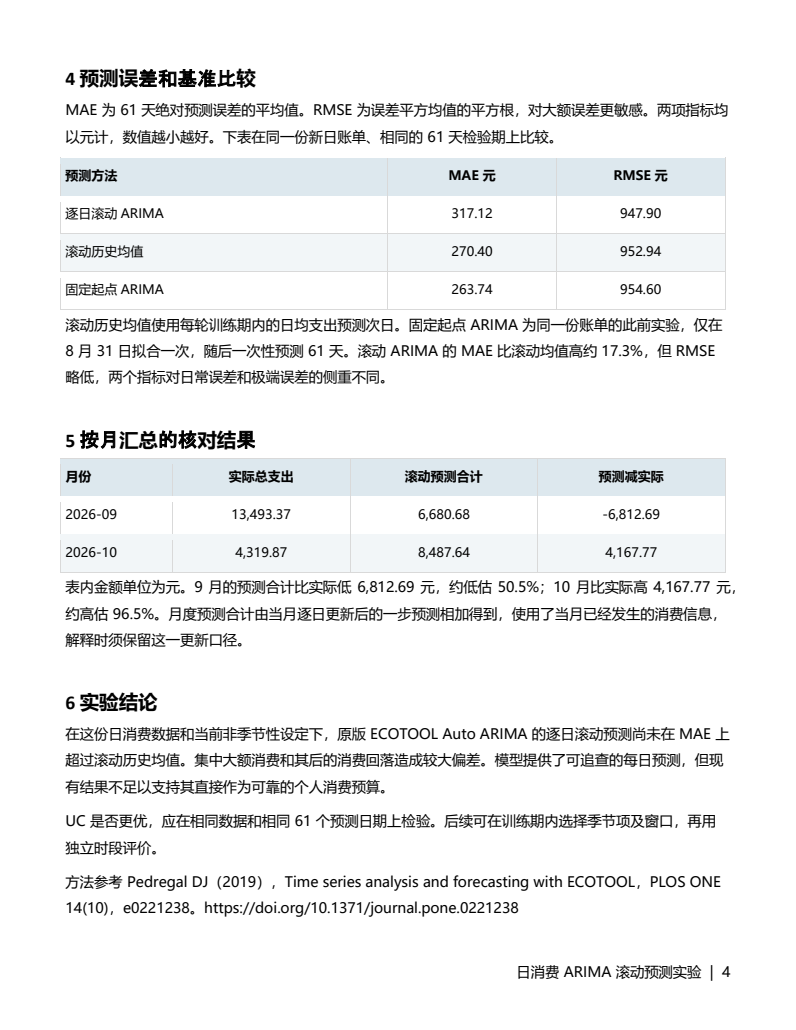 4 预测误差和基准比较
MAE 为 61 天绝对预测误差的平均值。RMSE 为误差平方均值的平方根，对大额误差更敏感。两项指标均
以元计，数值越小越好。下表在同一份新日账单、相同的 61 天检验期上比较。
预测方法 MAE 元 RMSE 元
逐日滚动 ARIMA 317.12 947.90
滚动历史均值 270.40 952.94
固定起点 ARIMA 263.74 954.60
滚动历史均值使用每轮训练期内的日均支出预测次日。固定起点 ARIMA 为同一份账单的此前实验，仅在
8 月 31 日拟合一次，随后一次性预测 61 天。滚动 ARIMA 的 MAE 比滚动均值高约 17.3%，但 RMSE
略低，两个指标对日常误差和极端误差的侧重不同。
5 按月汇总的核对结果
月份 实际总支出 滚动预测合计 预测减实际
2026-09 13,493.37 6,680.68 -6,812.69
2026-10 4,319.87 8,487.64 4,167.77
表内金额单位为元。9 月的预测合计比实际低 6,812.69 元，约低估 50.5%；10 月比实际高 4,167.77 元，
约高估 96.5%。月度预测合计由当月逐日更新后的一步预测相加得到，使用了当月已经发生的消费信息，
解释时须保留这一更新口径。
6 实验结论
在这份日消费数据和当前非季节性设定下，原版 ECOTOOL Auto ARIMA 的逐日滚动预测尚未在 MAE 上
超过滚动历史均值。集中大额消费和其后的消费回落造成较大偏差。模型提供了可追查的每日预测，但现
有结果不足以支持其直接作为可靠的个人消费预算。
UC 是否更优，应在相同数据和相同 61 个预测日期上检验。后续可在训练期内选择季节项及窗口，再用
独立时段评价。
方法参考 Pedregal DJ（2019），Time series analysis and forecasting with ECOTOOL，PLOS ONE
14(10)，e0221238。https://doi.org/10.1371/journal.pone.0221238
日消费 ARIMA 滚动预测实验 | 4